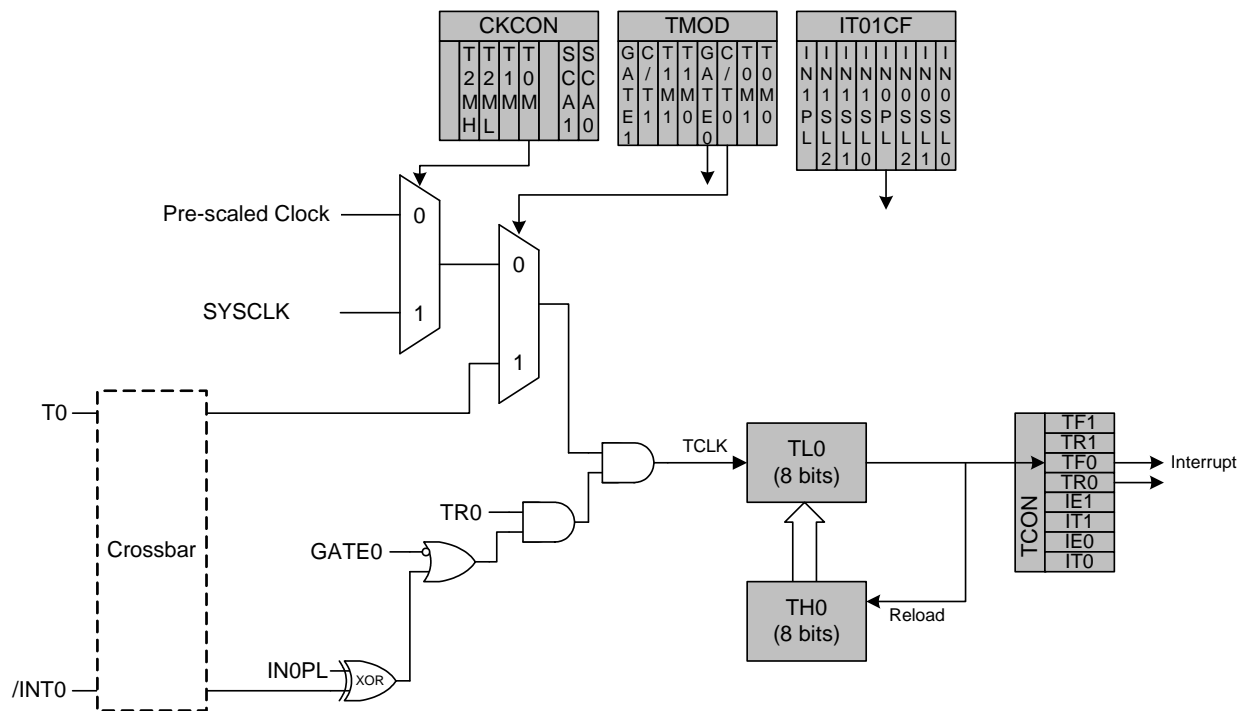 CKCON
T2MH
T2ML
T1M
T0M
SCA1
SCA0
TMOD
GATE1
C/T1
T1M1
T1M0
GATE0
C/T0
T0M1
T0M0
IT01CF
IN1PL
IN1SL2
IN1SL1
IN1SL0
IN0PL
IN0SL2
IN0SL1
IN0SL0
Pre-scaled Clock
0
SYSCLK
1
0
1
T0
Crossbar
/INT0
GATE0
TR0
IN0PL
XOR
TCLK
TL0
(8 bits)
TH0
(8 bits)
Reload
TCON
TF1
TR1
TF0
TR0
IE1
IT1
IE0
IT0
Interrupt